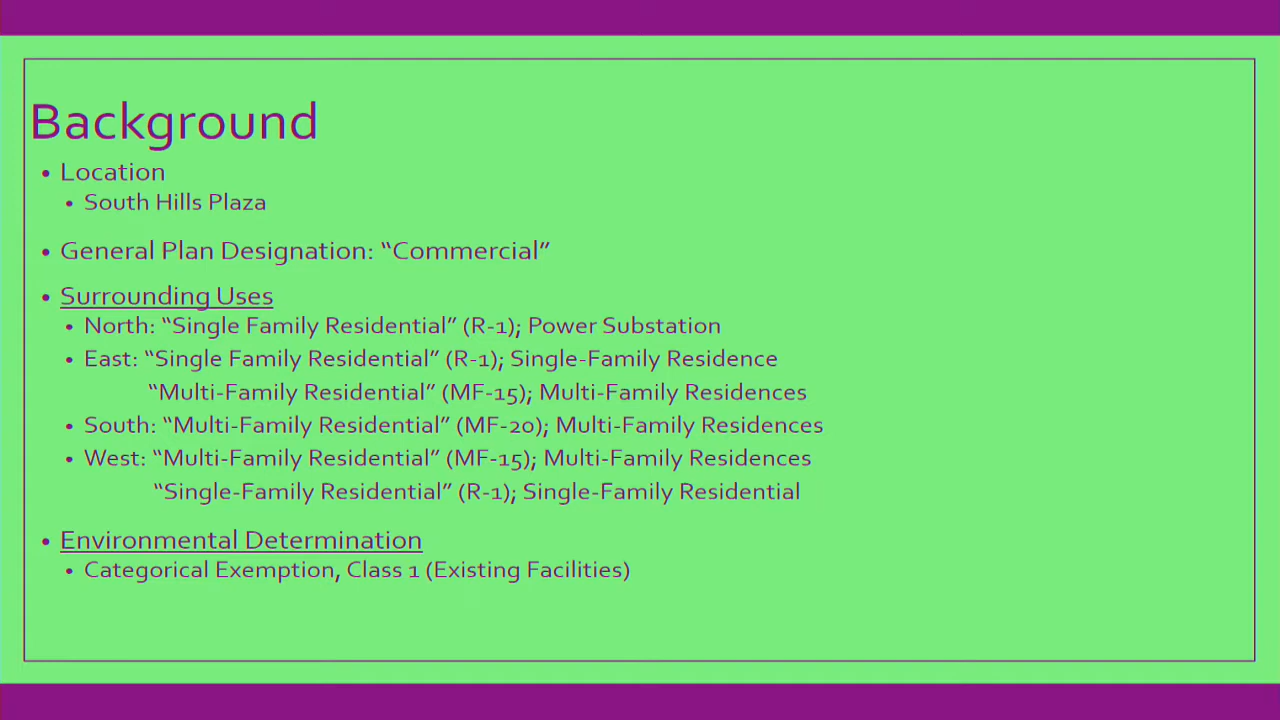 Background
• Location
• South Hills Plaza
• General Plan Designation: “Commercial”
• Surrounding Uses
• North: “Single Family Residential” (R-1); Power Substation
• East: “Single Family Residential” (R-1); Single-Family Residence
“Multi-Family Residential” (MF-15); Multi-Family Residences
• South: “Multi-Family Residential” (MF-20); Multi-Family Residences
• West: “Multi-Family Residential” (MF-15); Multi-Family Residences
“Single-Family Residential” (R-1); Single-Family Residential
• Environmental Determination
• Categorical Exemption, Class 1 (Existing Facilities)